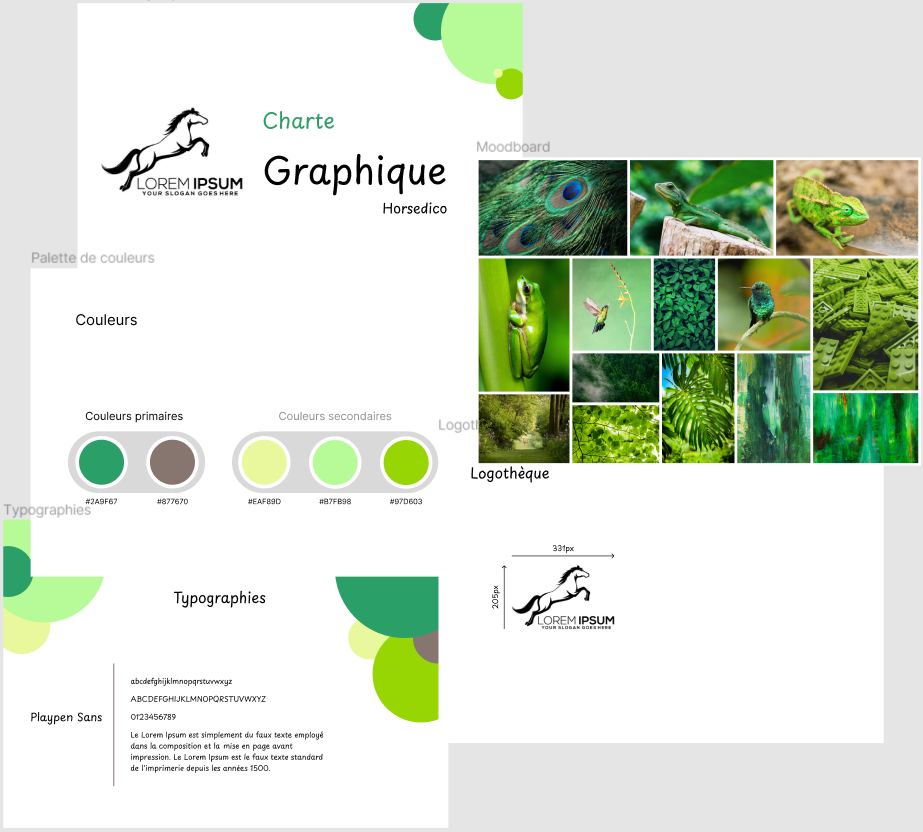 Charte
Graphique
Horsedico
LOREM IPSUM
YOUR SLOGAN GOES HERE
Moodboard
Palette de couleurs
Couleurs
Couleurs primaires
Couleurs secondaires
#2A9F67
#877670
#EAF89D
#B7FB98
#97D603
Logothèque
331px
205px
LOREM IPSUM
YOUR SLOGAN GOES HERE
Typographies
Typographies
Playpen Sans
abcdefghijklmnopqrstuvwxyz
ABCDEFGHIJKLMNOPQRSTUVWXYZ
0123456789
Le Lorem Ipsum est simplement du faux texte employé
dans la composition et la mise en page avant
impression. Le Lorem Ipsum est le faux texte standard
de l'imprimerie depuis les années 1500.